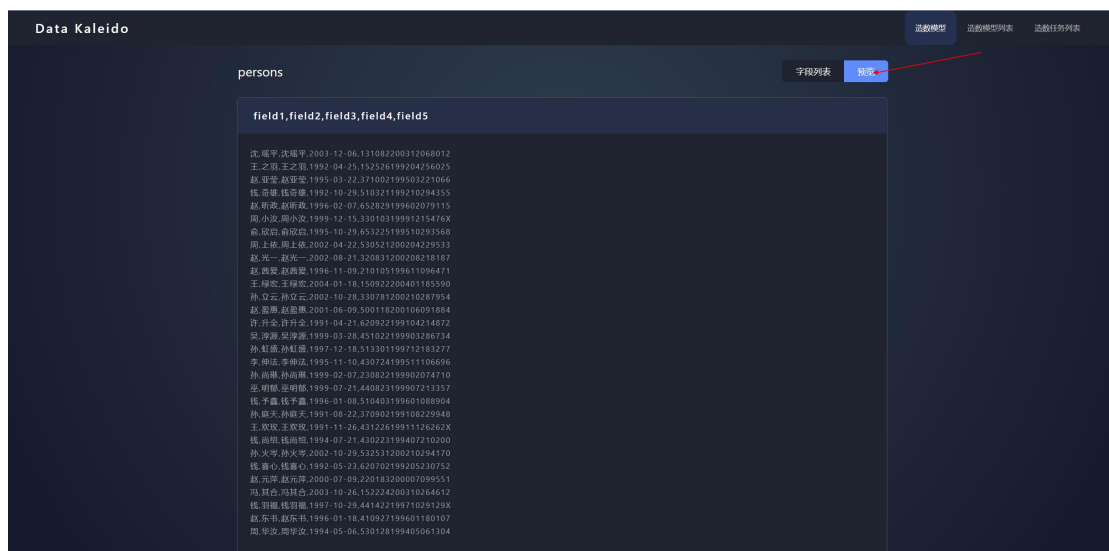 Data Kaleido
造数模型
造数模型列表
造数任务列表
persons
字段列表
预览
field1,field2,field3,field4,field5
沈,瑶平,沈瑶平,2003-12-06,131082200312068012
王,之羽,王之羽,1992-04-25,152526199204256025
赵,亚莹,赵亚莹,1995-03-22,371002199503221066
钱,奇雄,钱奇雄,1992-10-29,510321199210294355
赵,昕政,赵昕政,1996-02-07,652829199602079115
周,小汝,周小汝,1999-12-15,33010319991215476X
俞,欣启,俞欣启,1995-10-29,653225199510293568
周,上依,周上依,2002-04-22,530521200204229533
赵,光一,赵光一,2002-08-21,320831200208218187
赵,茜爱,赵茜爱,1996-11-09,210105199611096471
王,绿宏,王绿宏,2004-01-18,150922200401185590
孙,立云,孙立云,2002-10-28,330781200210287954
赵,盈惠,赵盈惠,2001-06-09,500118200106091884
许,升全,许升全,1991-04-21,620922199104214872
吴,淳源,吴淳源,1999-03-28,451022199903286734
孙,虹盛,孙虹盛,1997-12-18,513301199712183277
李,伸法,李伸法,1995-11-10,430724199511106696
孙,尚琳,孙尚琳,1999-02-07,230822199902074710
巫,明郁,巫明郁,1999-07-21,440823199907213357
钱,予鑫,钱予鑫,1996-01-08,510403199601088904
孙,庭天,孙庭天,1991-08-22,370902199108229948
王,欢玫,王欢玫,1991-11-26,43122619911126262X
钱,尚绍,钱尚绍,1994-07-21,430223199407210200
孙,火岑,孙火岑,2002-10-29,532531200210294170
钱,喜心,钱喜心,1992-05-23,620702199205230752
赵,元萍,赵元萍,2000-07-09,220183200007099551
冯,其合,冯其合,2003-10-26,152224200310264612
钱,羽福,钱羽福,1997-10-29,44142219971029129X
赵,东书,赵东书,1996-01-18,410927199601180107
周,华汝,周华汝,1994-05-06,530128199405061304